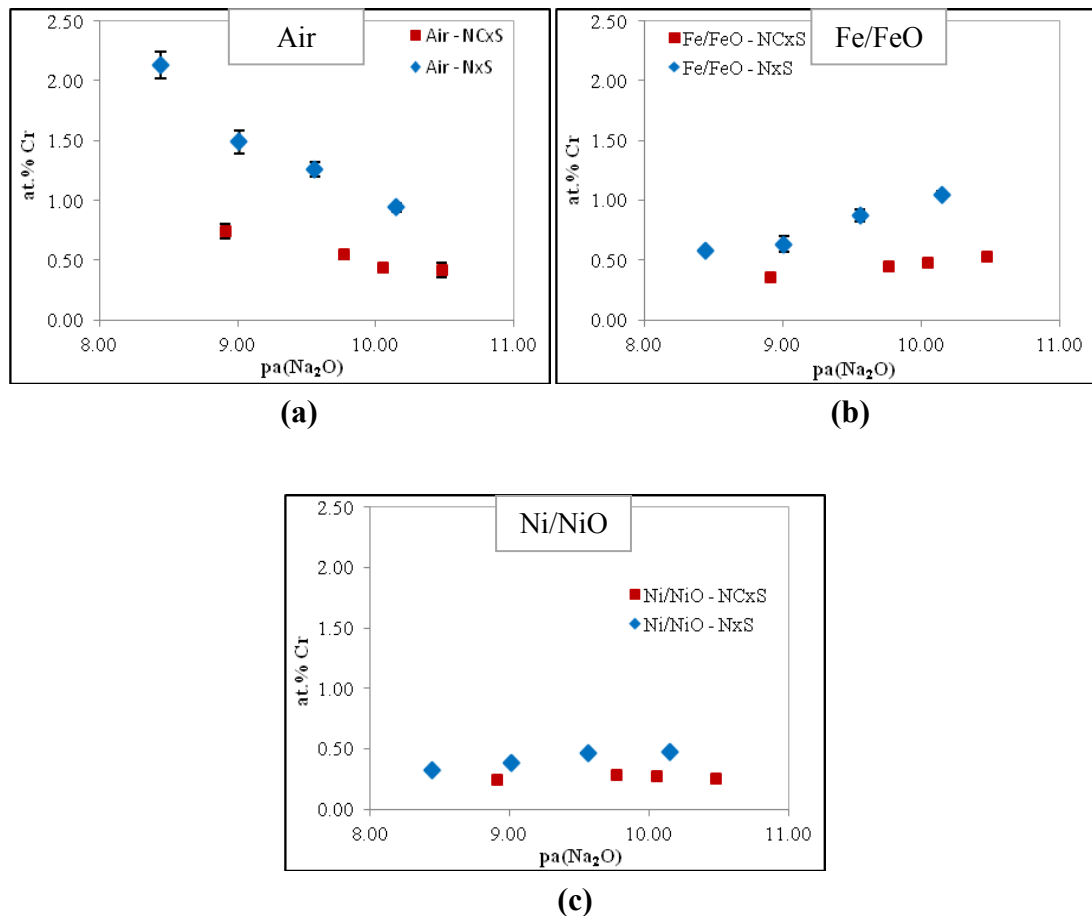 Air
Air - NCxS
Air - NxS
2.50
2.00
1.50
1.00
0.50
0.00
at.% Cr
8.00 9.00 10.00 11.00
pa(Na₂O)
(a)
Fe/FeO
Fe/FeO - NCxS
Fe/FeO - NxS
2.50
2.00
1.50
1.00
0.50
0.00
at.% Cr
8.00 9.00 10.00 11.00
pa(Na₂O)
(b)
Ni/NiO
Ni/NiO - NCxS
Ni/NiO - NxS
2.50
2.00
1.50
1.00
0.50
0.00
at.% Cr
8.00 9.00 10.00 11.00
pa(Na₂O)
(c)